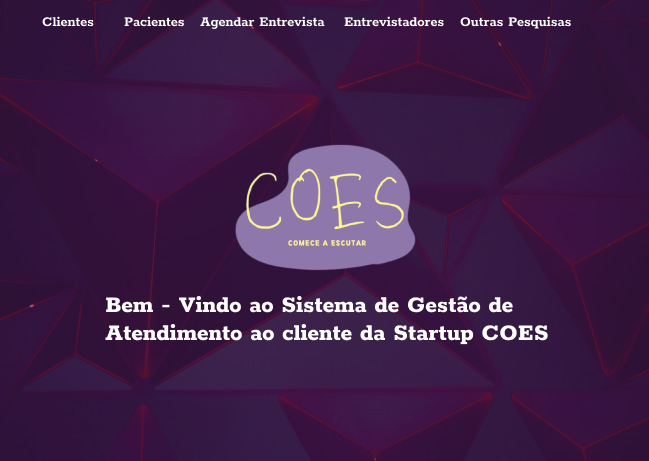 Clientes Pacientes Agendar Entrevista Entrevistadores Outras Pesquisas
COES
COMECE A ESCUTAR
Bem - Vindo ao Sistema de Gestão de
Atendimento ao cliente da Startup COES